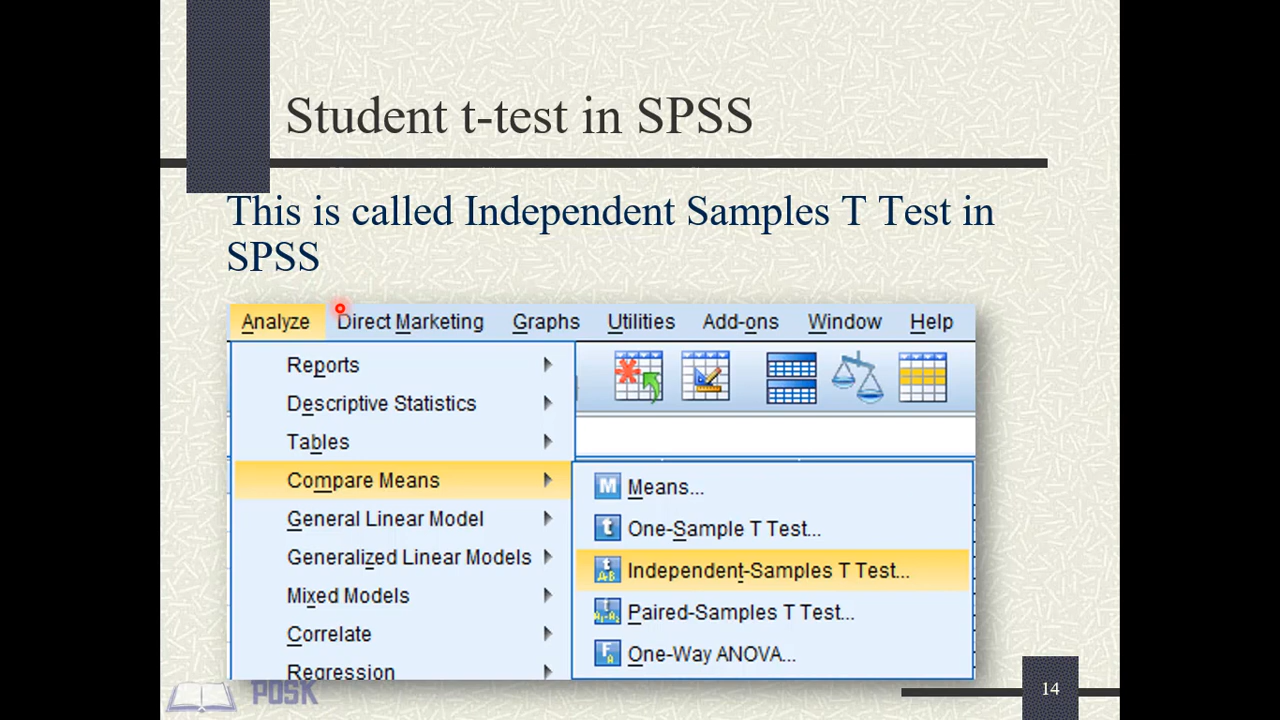 Student t-test in SPSS
This is called Independent Samples T Test in
SPSS
Analyze Direct Marketing Graphs Utilities Add-ons Window Help
Reports
Descriptive Statistics
Tables
Compare Means
General Linear Model
Generalized Linear Models
Mixed Models
Correlate
Regression
M Means...
t One-Sample T Test...
t A-B Independent-Samples T Test...
Paired-Samples T Test...
F A One-Way ANOVA...
POSK
14